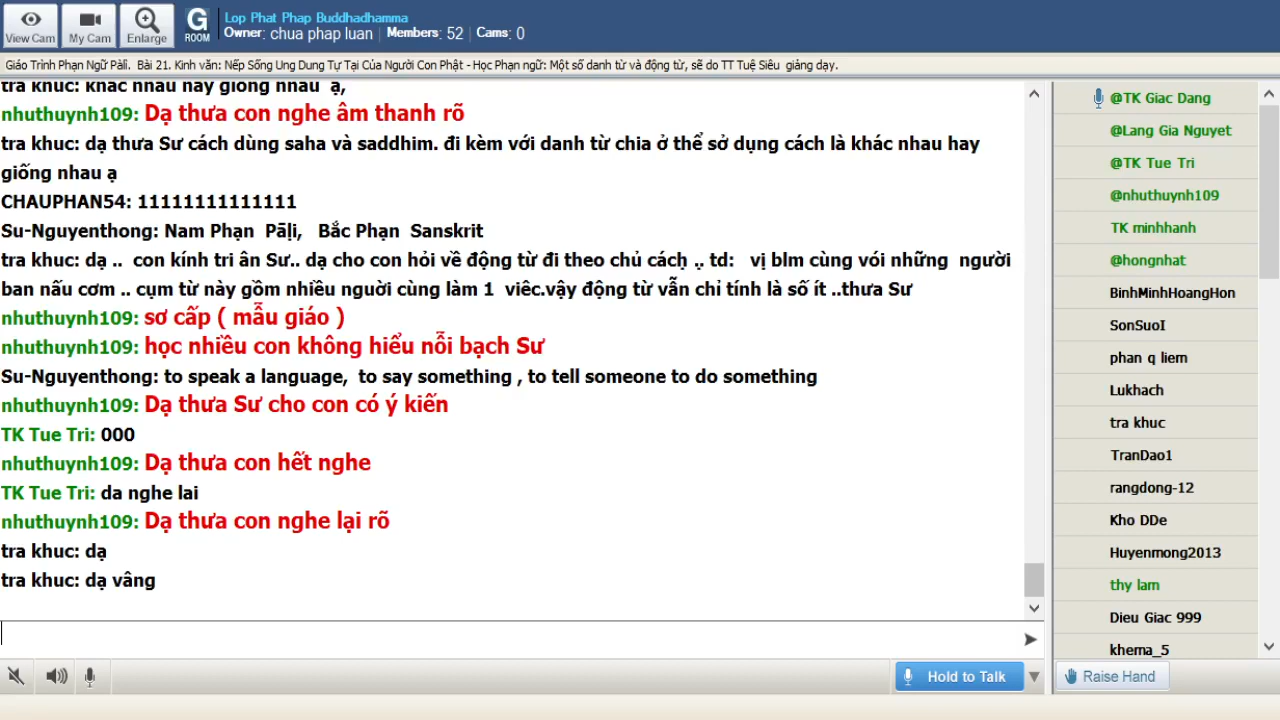 View Cam
My Cam
Enlarge
G
ROOM
Lop Phat Phap Buddhadhamma
Owner: chua phap luan Members: 52 Cams: 0
Giáo Trình Phạn Ngữ Pàli. Bài 21. Kinh văn: Nếp Sống Ung Dung Tự Tại Của Người Con Phật - Học Phạn ngữ: Một số danh từ và động từ, sẽ do TT Tuệ Siêu giảng dạy.
tra khuc: khác nhau hay giống nhau ạ,
nhuthuynh109: Dạ thưa con nghe âm thanh rõ
tra khuc: dạ thưa Sư cách dùng saha và saddhim. đi kèm với danh từ chia ở thể sở dụng cách là khác nhau hay
giống nhau ạ
CHAUPHAN54: 11111111111111
Su-Nguyenthong: Nam Phạn Pāḷi, Bắc Phạn Sanskrit
tra khuc: dạ .. con kính tri ân Sư.. dạ cho con hỏi về động từ đi theo chủ cách .. td: vị blm cùng vói những người
ban nấu cơm .. cụm từ này gồm nhiều nguời cùng làm 1 viêc.vậy động từ vẫn chỉ tính là số ít ..thưa Sư
nhuthuynh109: sơ cấp ( mẫu giáo )
nhuthuynh109: học nhiều con không hiểu nỗi bạch Sư
Su-Nguyenthong: to speak a language, to say something , to tell someone to do something
nhuthuynh109: Dạ thưa Sư cho con có ý kiến
TK Tue Tri: 000
nhuthuynh109: Dạ thưa con hết nghe
TK Tue Tri: da nghe lai
nhuthuynh109: Dạ thưa con nghe lại rõ
tra khuc: dạ
tra khuc: dạ vâng
Hold to Talk
@TK Giac Dang
@Lang Gia Nguyet
@TK Tue Tri
@nhuthuynh109
TK minhhanh
@hongnhat
BinhMinhHoangHon
SonSuoI
phan q liem
Lukhach
tra khuc
TranDao1
rangdong-12
Kho DDe
Huyenmong2013
thy lam
Dieu Giac 999
khema_5
Raise Hand